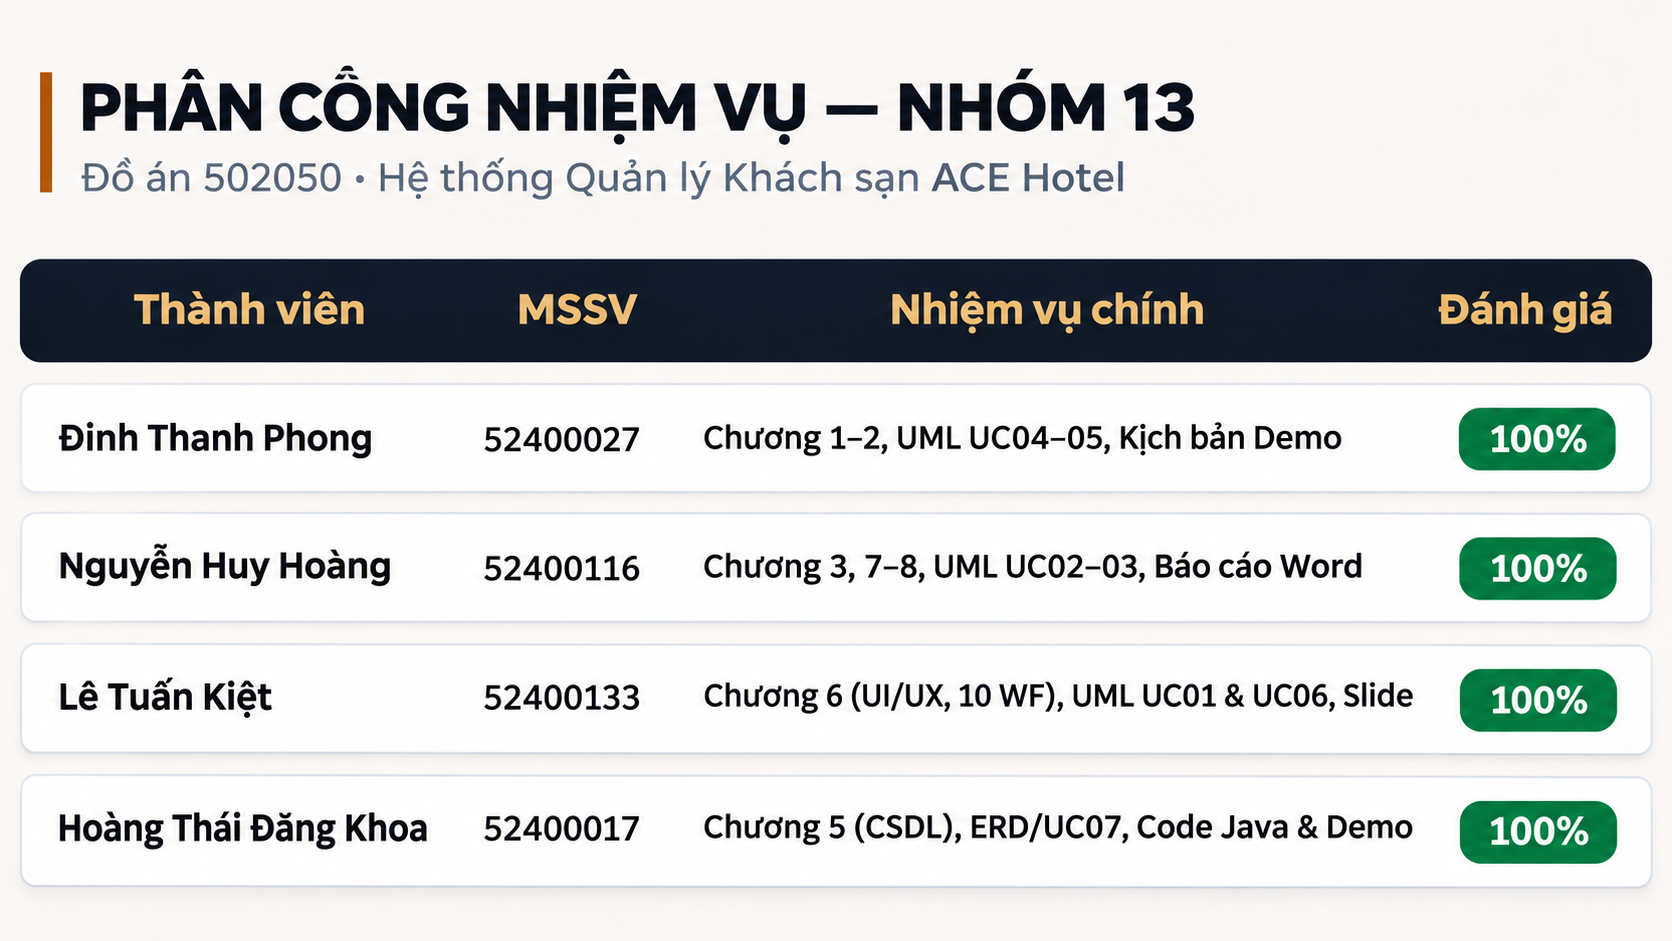 PHÂN CỖNG NHIỆM VỤ — NHÓM 13
Đồ án 502050 • Hệ thống Quản lý Khách sạn ACE Hotel
Thành viên MSSV Nhiệm vụ chính Đánh giá
Đinh Thanh Phong 52400027 Chương 1–2, UML UC04–05, Kịch bản Demo 100%
Nguyễn Huy Hoàng 52400116 Chương 3, 7–8, UML UC02–03, Báo cáo Word 100%
Lê Tuấn Kiệt 52400133 Chương 6 (UI/UX, 10 WF), UML UC01 & UC06, Slide 100%
Hoàng Thái Đăng Khoa 52400017 Chương 5 (CSDL), ERD/UC07, Code Java & Demo 100%